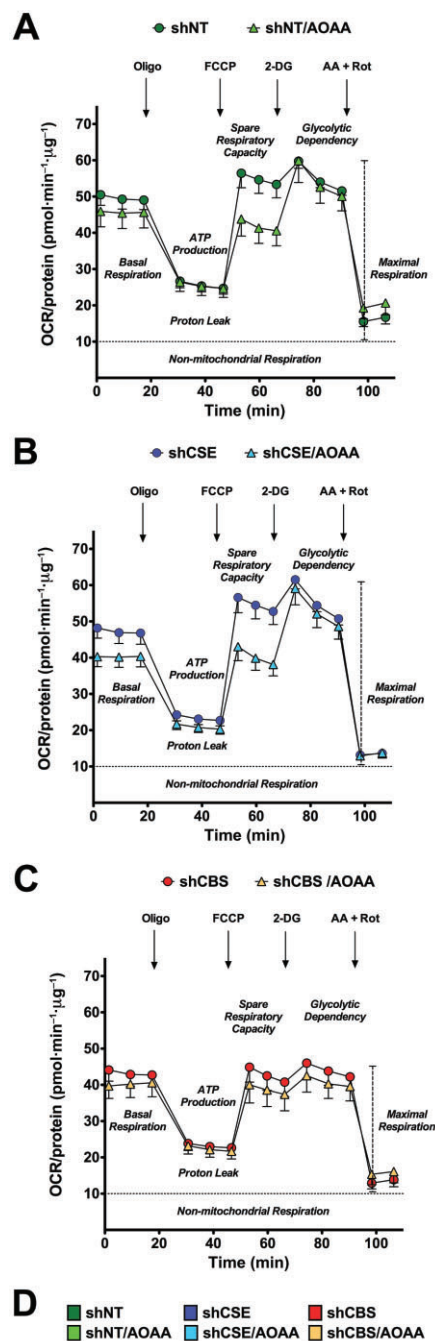 A
shNT shNT/AOAA
Oligo FCCP 2-DG AA + Rot
OCR/protein (pmol·min⁻¹·µg⁻¹)
70
60
50
40
30
20
10
0
Spare
Respiratory
Capacity
Glycolytic
Dependency
ATP
Production
Basal
Respiration
Maximal
Respiration
Proton Leak
Non-mitochondrial Respiration
0 20 40 60 80 100
Time (min)
B
shCSE shCSE/AOAA
Oligo FCCP 2-DG AA + Rot
OCR/protein (pmol·min⁻¹·µg⁻¹)
70
60
50
40
30
20
10
0
Spare
Respiratory
Capacity
Glycolytic
Dependency
ATP
Production
Basal
Respiration
Maximal
Respiration
Proton Leak
Non-mitochondrial Respiration
0 20 40 60 80 100
Time (min)
C
shCBS shCBS /AOAA
Oligo FCCP 2-DG AA + Rot
OCR/protein (pmol·min⁻¹·µg⁻¹)
70
60
50
40
30
20
10
0
Spare
Respiratory
Capacity
Glycolytic
Dependency
ATP
Production
Basal
Respiration
Maximal
Respiration
Proton Leak
Non-mitochondrial Respiration
0 20 40 60 80 100
Time (min)
D
shNT shCSE shCBS
shNT/AOAA shCSE/AOAA shCBS/AOAA